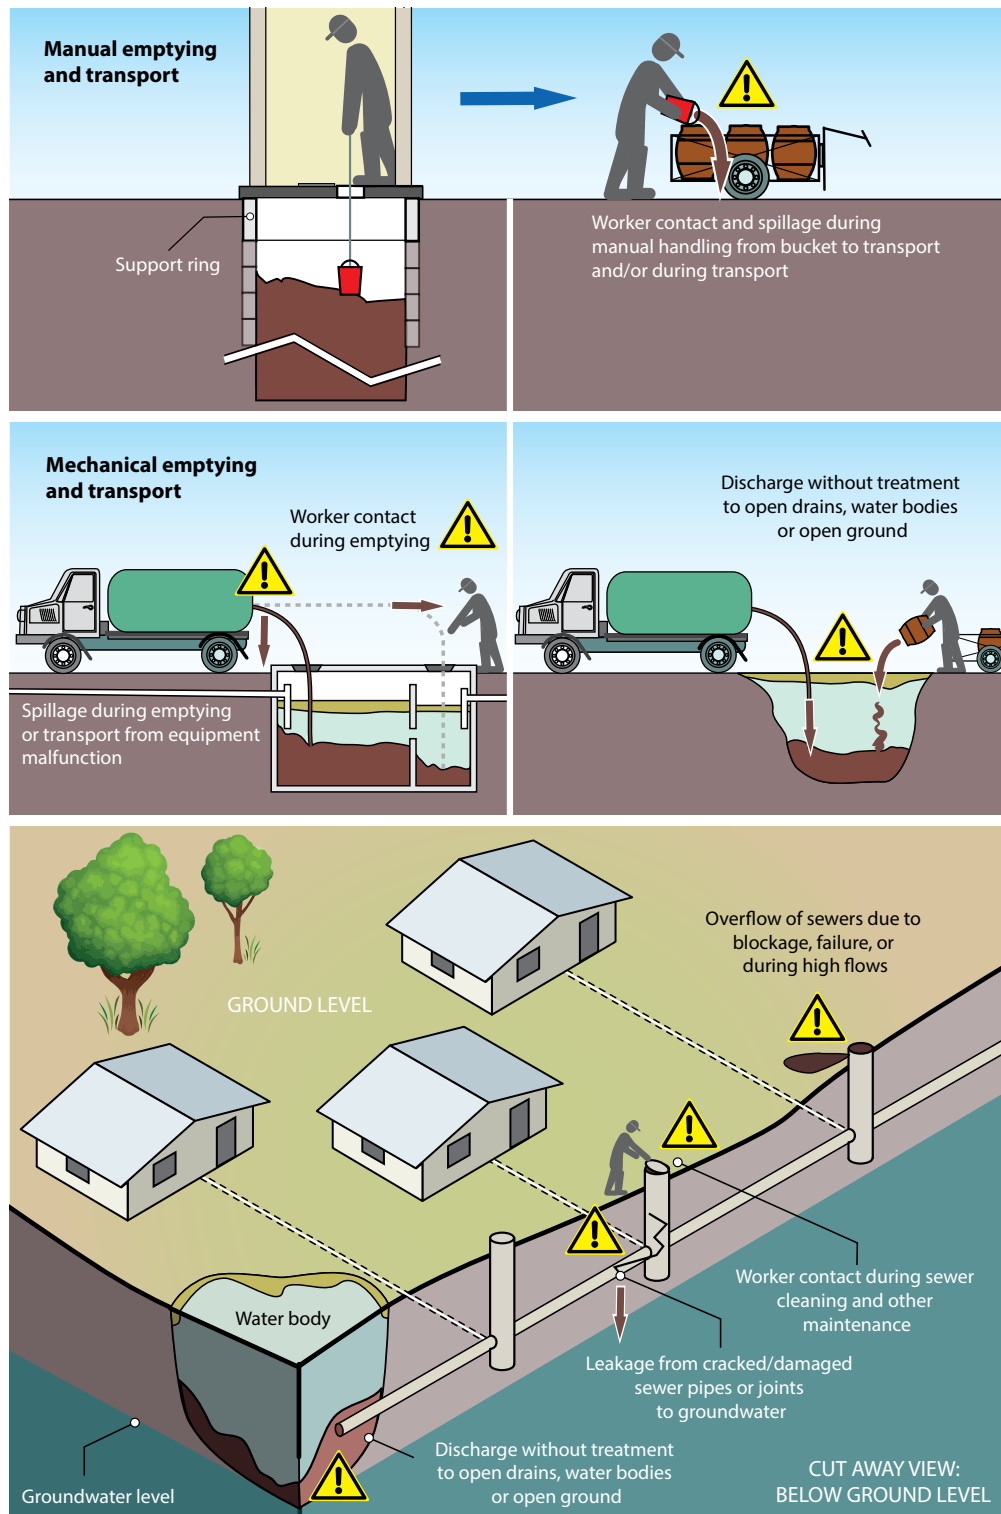 Manual emptying
and transport
Support ring
Worker contact and spillage during
manual handling from bucket to transport
and/or during transport
Mechanical emptying
and transport
Worker contact
during emptying
Spillage during emptying
or transport from equipment
malfunction
Discharge without treatment
to open drains, water bodies
or open ground
Overflow of sewers due to
blockage, failure, or
during high flows
GROUND LEVEL
Water body
Worker contact during sewer
cleaning and other
maintenance
Leakage from cracked/damaged
sewer pipes or joints
to groundwater
Discharge without treatment
to open drains, water bodies
or open ground
Groundwater level
CUT AWAY VIEW:
BELOW GROUND LEVEL